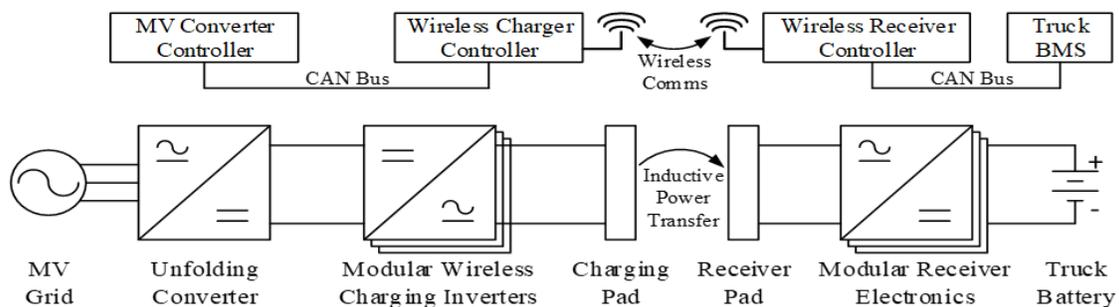 MV Converter
Controller
Wireless Charger
Controller
Wireless Receiver
Controller
Truck
BMS
Wireless
Comms
CAN Bus
CAN Bus
Inductive
Power
Transfer
+
-
MV
Grid
Unfolding
Converter
Modular Wireless
Charging Inverters
Charging
Pad
Receiver
Pad
Modular Receiver
Electronics
Truck
Battery